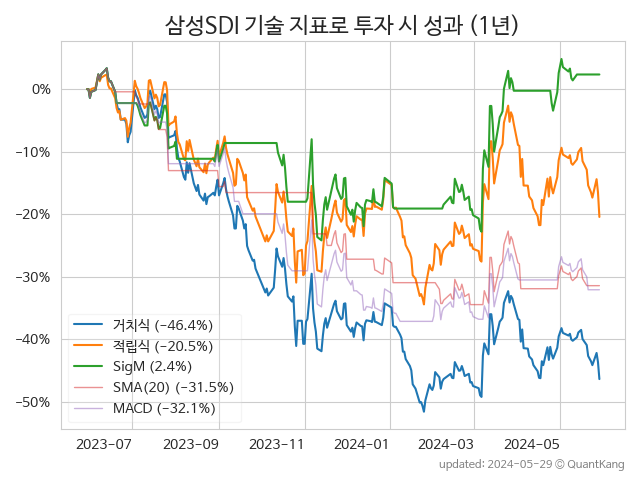 삼성SDI 기술 지표로 투자 시 성과 (1년)
0%
−10%
−20%
−30%
−40%
−50%
거치식 (−46.4%)
적립식 (−20.5%)
SigM (2.4%)
SMA(20) (−31.5%)
MACD (−32.1%)
2023−07 2023−09 2023−11 2024−01 2024−03 2024−05
updated: 2024−05−29 © QuantKang